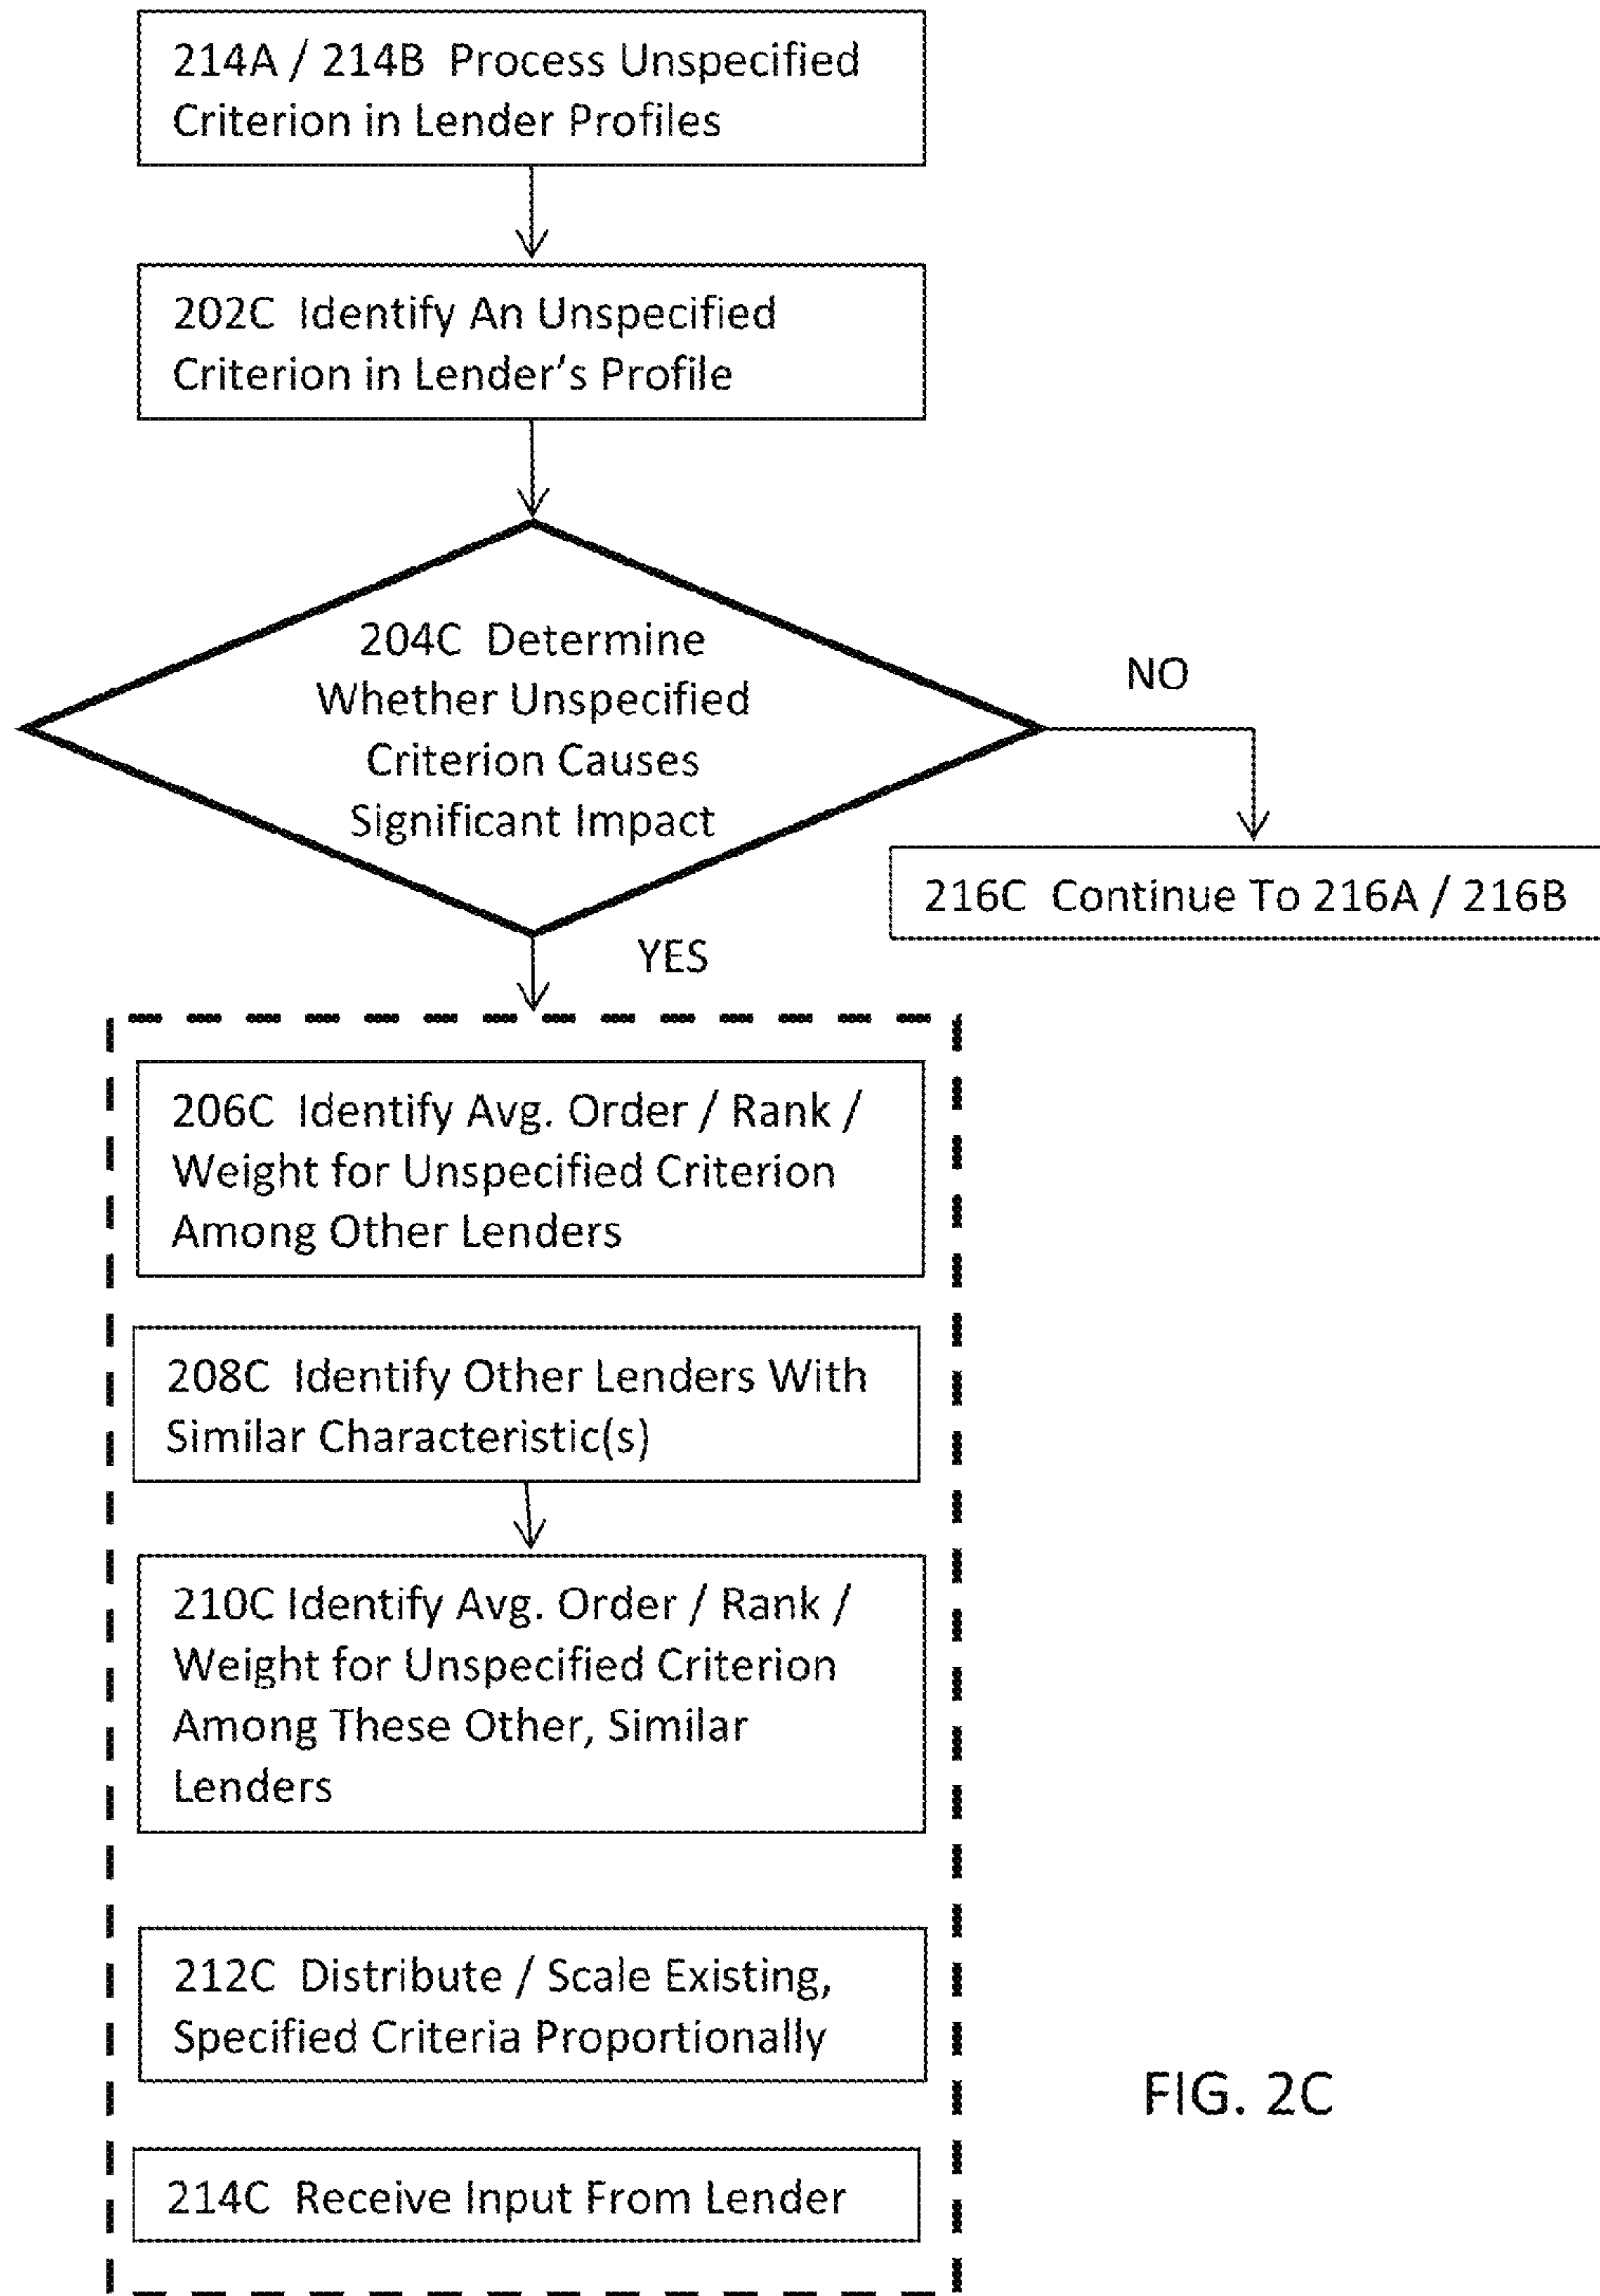 214A / 214B  Process Unspecified
Criterion in Lender Profiles
202C  Identify An Unspecified
Criterion in Lender's Profile
204C  Determine
Whether Unspecified
Criterion Causes
Significant Impact
NO
216C  Continue To 216A / 216B
YES
206C  Identify Avg. Order / Rank /
Weight for Unspecified Criterion
Among Other Lenders
208C  Identify Other Lenders With
Similar Characteristic(s)
210C Identify Avg. Order / Rank /
Weight for Unspecified Criterion
Among These Other, Similar
Lenders
212C  Distribute / Scale Existing,
Specified Criteria Proportionally
214C  Receive Input From Lender
FIG. 2C